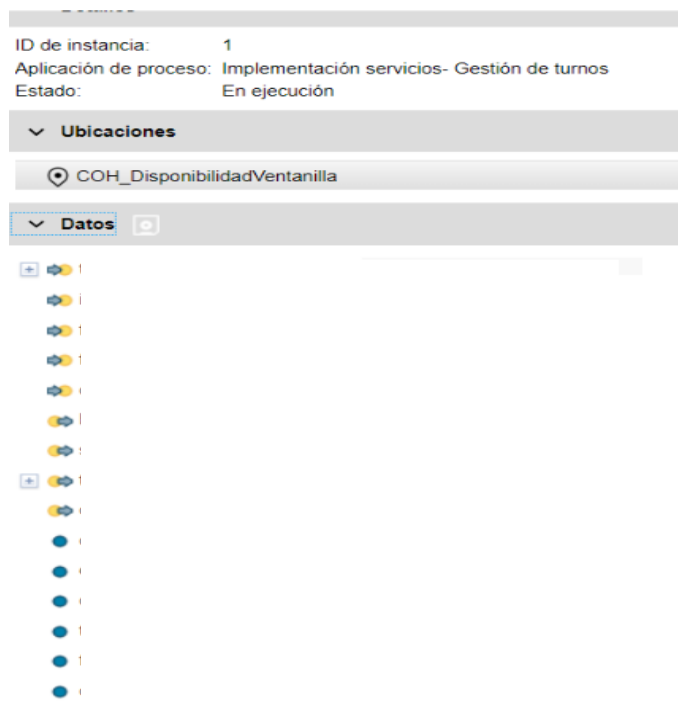 ID de instancia: 1
Aplicación de proceso: Implementación servicios- Gestión de turnos
Estado: En ejecución
Ubicaciones
COH_DisponibilidadVentanilla
Datos